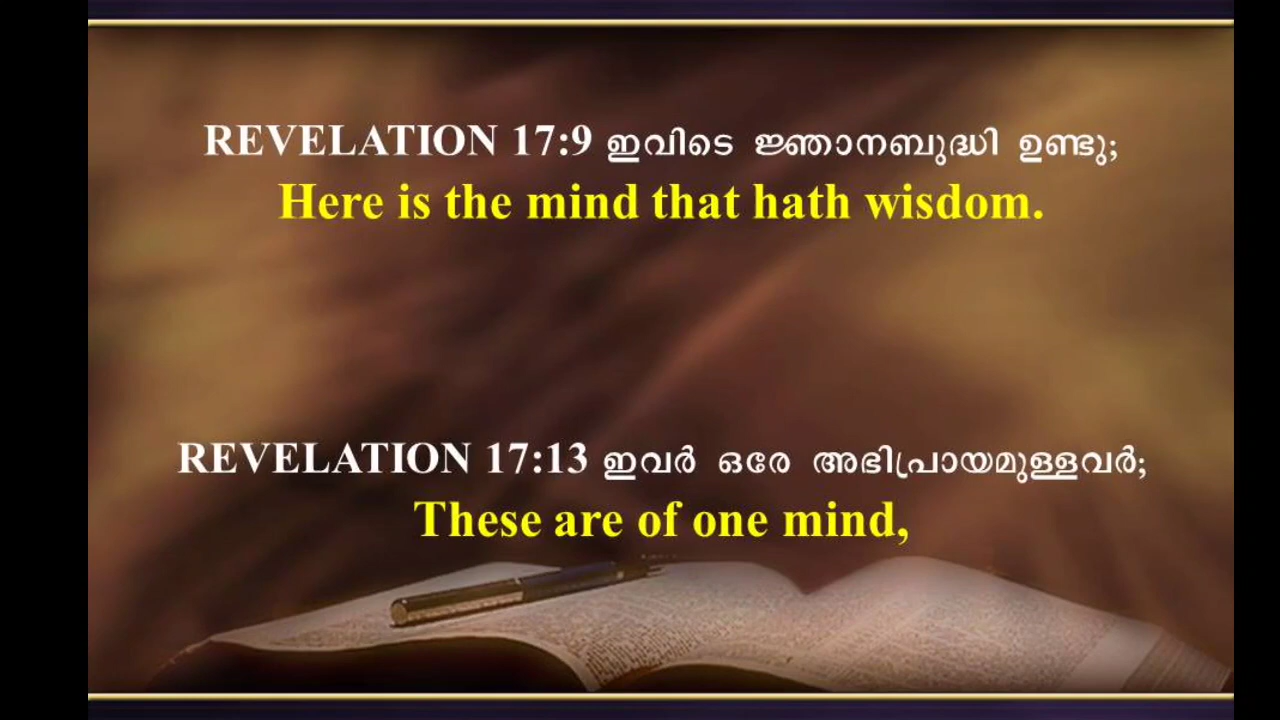 REVELATION 17:9 ഇവിടെ ജ്ഞാനബുദ്ധി ഉണ്ടു;
Here is the mind that hath wisdom.
REVELATION 17:13 ഇവർ ഒരേ അഭിപ്രായമുള്ളവർ;
These are of one mind,